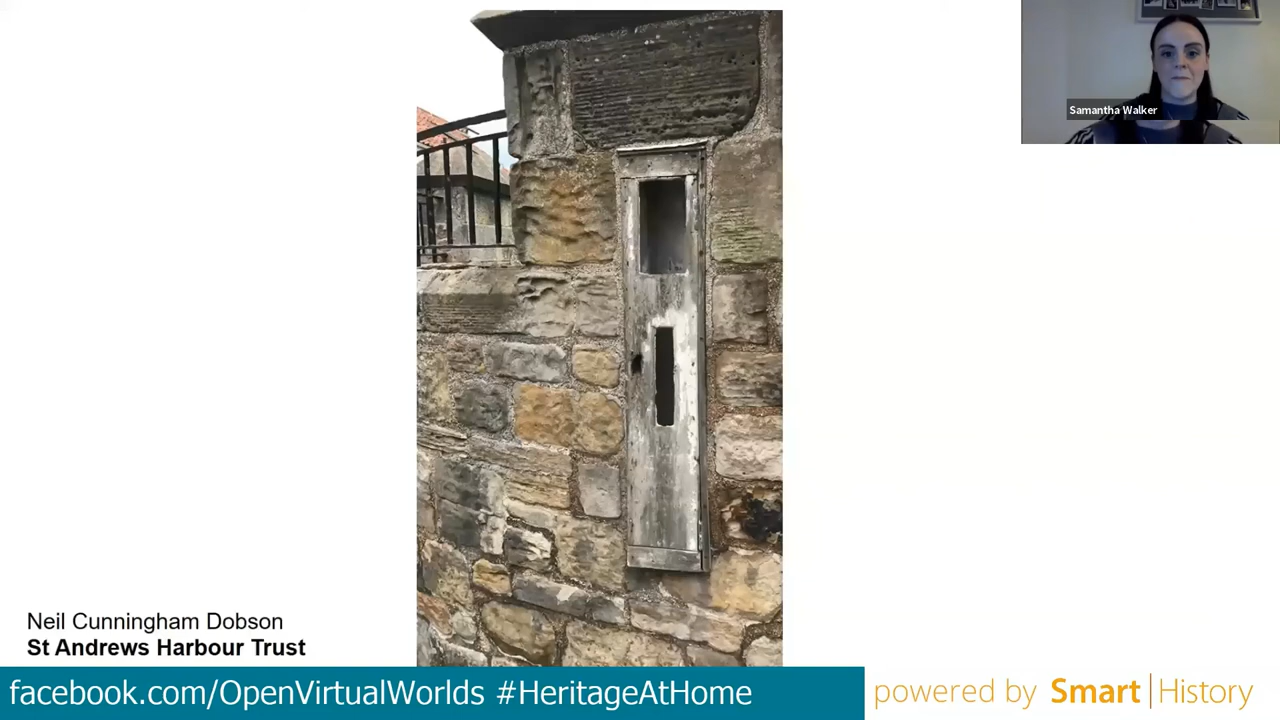 Samantha Walker
Neil Cunningham Dobson
St Andrews Harbour Trust
facebook.com/OpenVirtualWorlds #HeritageAtHome
powered by Smart|History